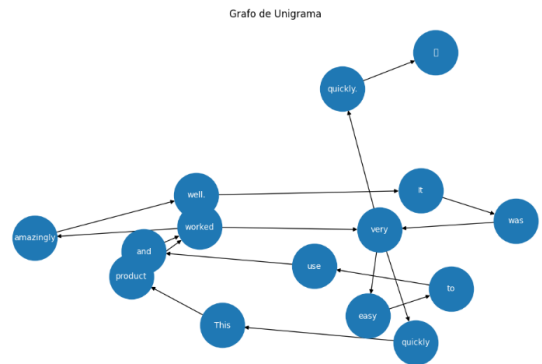 Grafo de Unigrama
quickly.
well.
it
was
worked
very
amazingly
and
use
product
to
easy
This
quickly